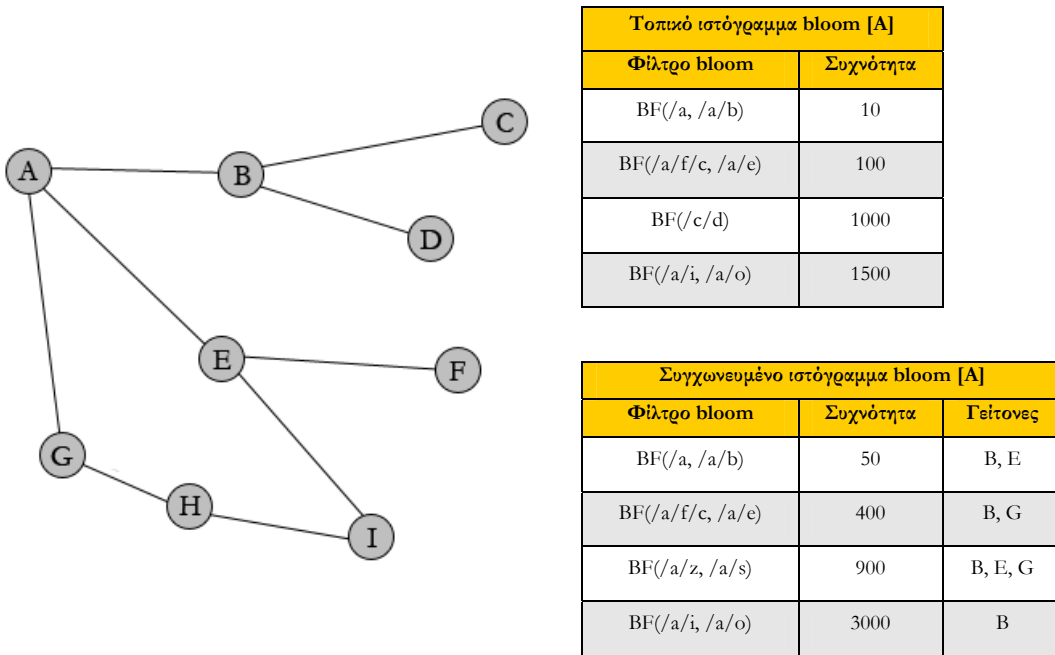 A
B
C
D
E
F
G
H
I
Τοπικό ιστόγραμμα bloom [A]
Φίλτρο bloom Συχνότητα
BF(/a, /a/b) 10
BF(/a/f/c, /a/e) 100
BF(/c/d) 1000
BF(/a/i, /a/o) 1500
Συγχωνευμένο ιστόγραμμα bloom [A]
Φίλτρο bloom Συχνότητα Γείτονες
BF(/a, /a/b) 50 B, E
BF(/a/f/c, /a/e) 400 B, G
BF(/a/z, /a/s) 900 B, E, G
BF(/a/i, /a/o) 3000 B